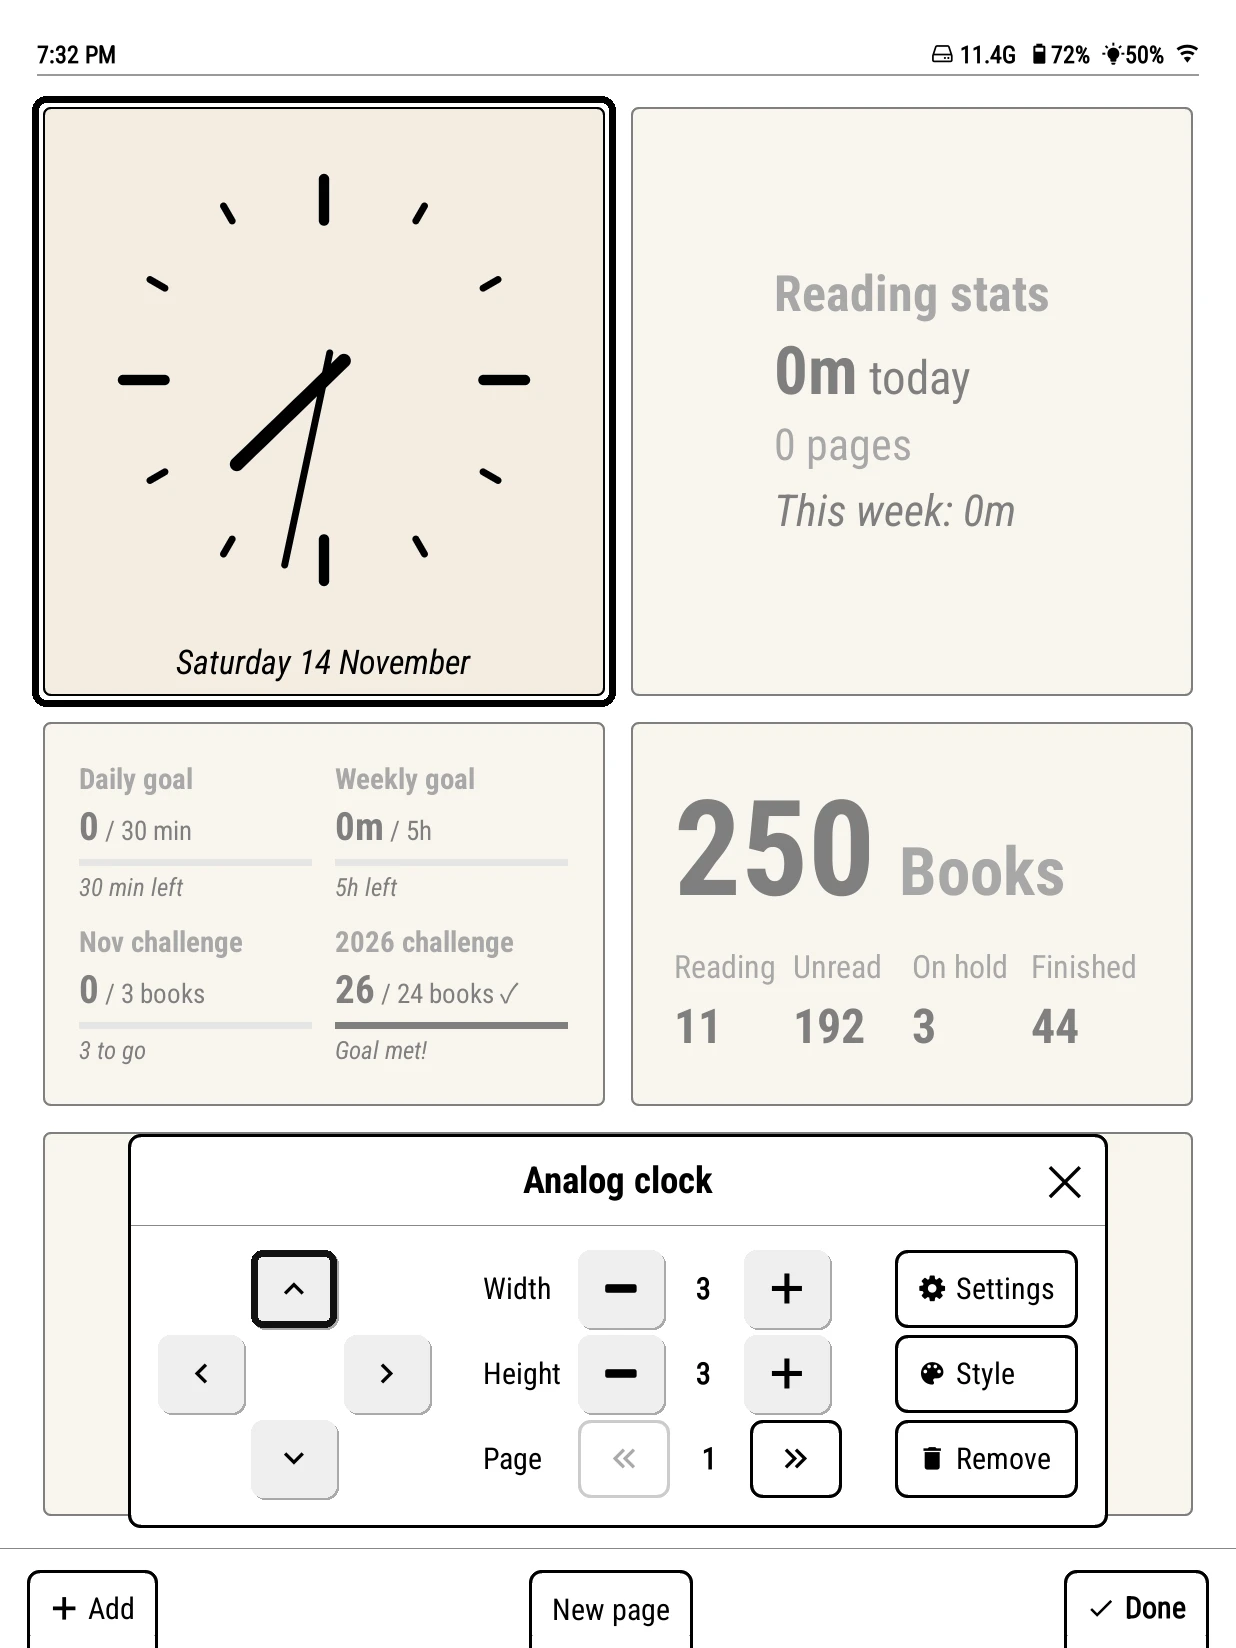 7:32 PM 11.4G 72% 50%
Saturday 14 November
Reading stats
0m today
0 pages
This week: 0m
Daily goal
0 / 30 min
30 min left
Weekly goal
0m / 5h
5h left
Nov challenge
0 / 3 books
3 to go
2026 challenge
26 / 24 books ✓
Goal met!
250 Books
Reading Unread On hold Finished
11 192 3 44
Analog clock
Width 3
Height 3
Page 1
Settings
Style
Remove
Add
New page
Done